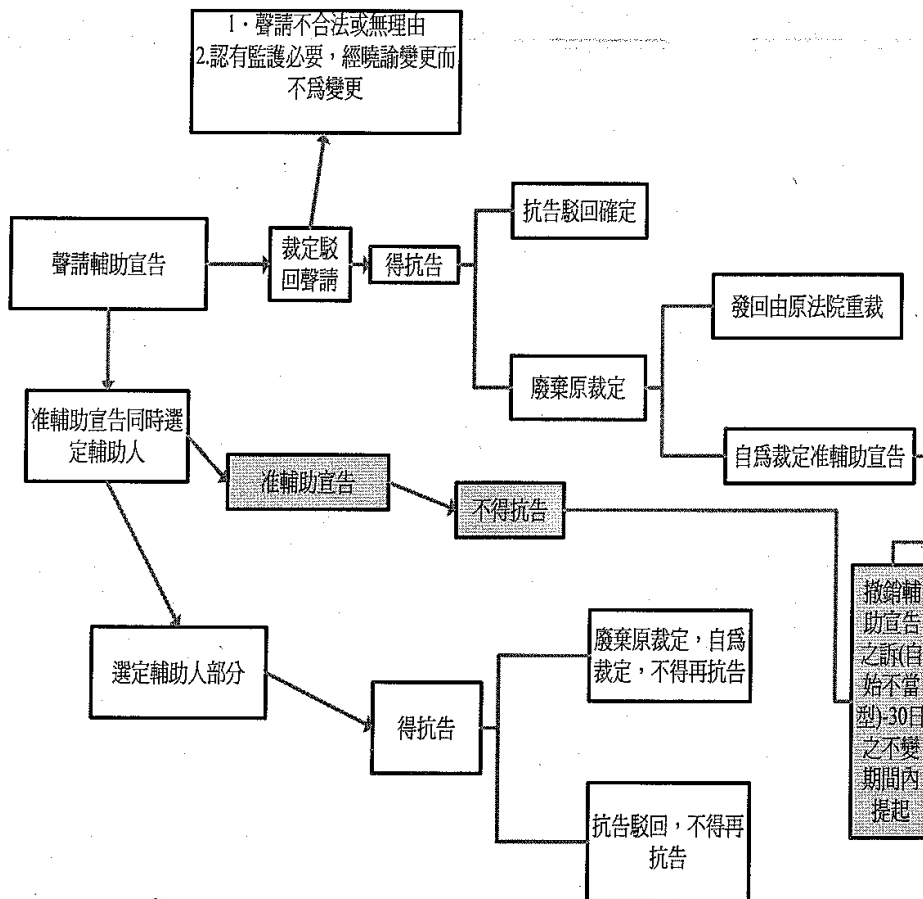 1．聲請不合法或無理由
2.認有監護必要，經曉諭變更而
不爲變更
聲請輔助宣告
裁定駁
回聲請
得抗告
抗告駁回確定
廢棄原裁定
發回由原法院重裁
自爲裁定准輔助宣告
准輔助宣告同時選
定輔助人
准輔助宣告
不得抗告
撤銷輔
助宣告
之訴(自
始不當
型)-30日
之不變
期間內
提起
選定輔助人部分
得抗告
廢棄原裁定，自爲
裁定，不得再抗告
抗告駁回，不得再
抗告